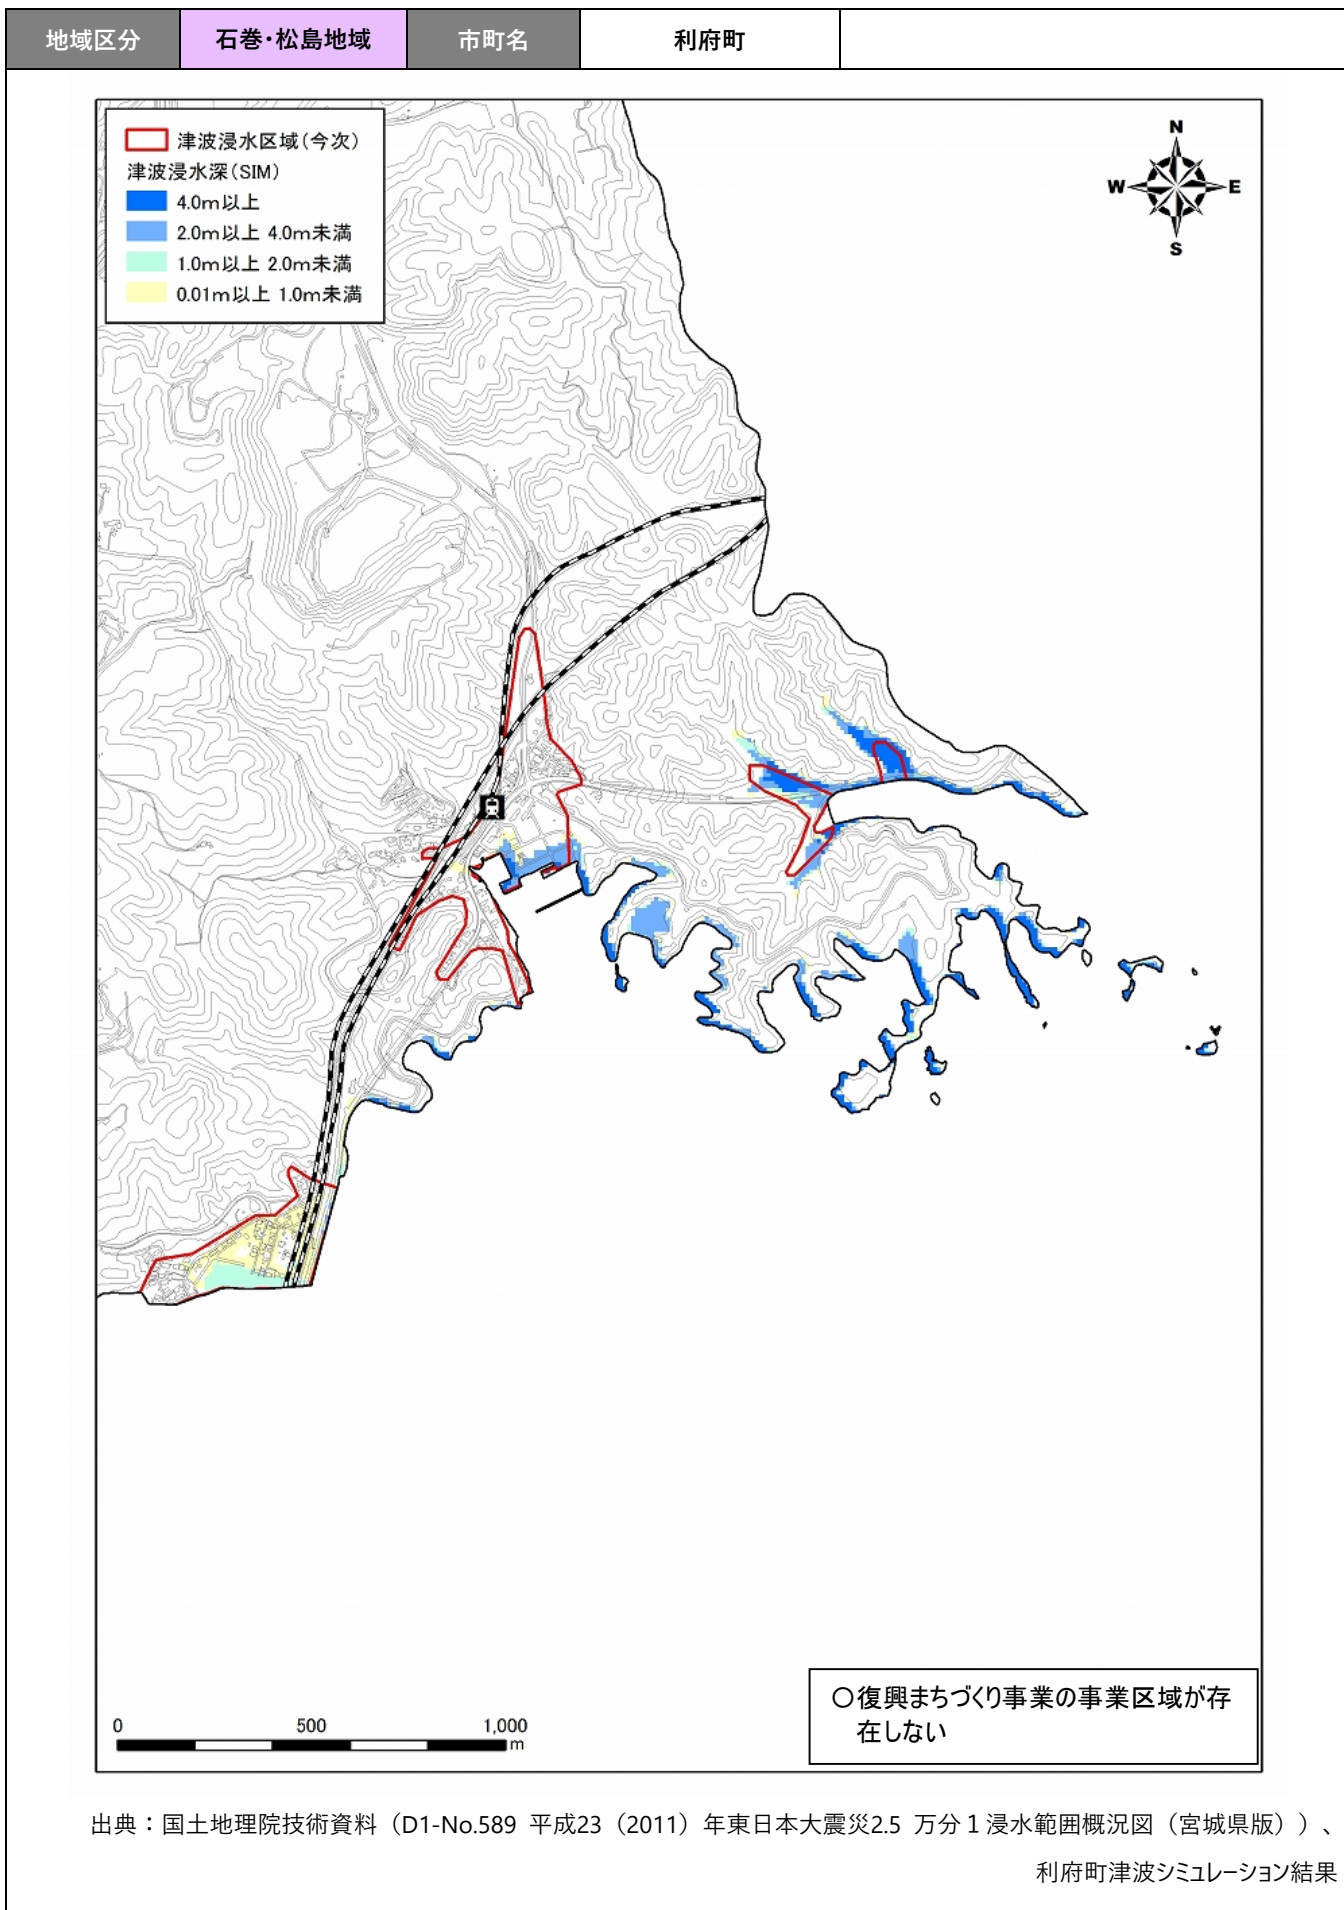 地域区分 石巻・松島地域 市町名 利府町
津波浸水区域(今次)
津波浸水深(SIM)
4.0m以上
2.0m以上 4.0m未満
1.0m以上 2.0m未満
0.01m以上 1.0m未満
N
W E
S
〇復興まちづくり事業の事業区域が存
在しない
0 500 1,000
m
出典：国土地理院技術資料（D1-No.589 平成23（2011）年東日本大震災2.5 万分１浸水範囲概況図（宮城県版））、
利府町津波シミュレーション結果